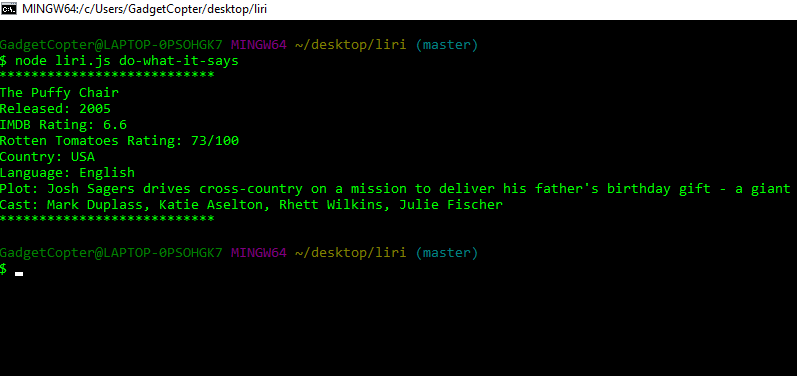 MINGW64:/c/Users/GadgetCopter/desktop/liri
GadgetCopter@LAPTOP-0PSOHGK7 MINGW64 ~/desktop/liri (master)
$ node liri.js do-what-it-says
***************************
The Puffy Chair
Released: 2005
IMDB Rating: 6.6
Rotten Tomatoes Rating: 73/100
Country: USA
Language: English
Plot: Josh Sagers drives cross-country on a mission to deliver his father's birthday gift - a giant
Cast: Mark Duplass, Katie Aselton, Rhett Wilkins, Julie Fischer
***************************
GadgetCopter@LAPTOP-0PSOHGK7 MINGW64 ~/desktop/liri (master)
$